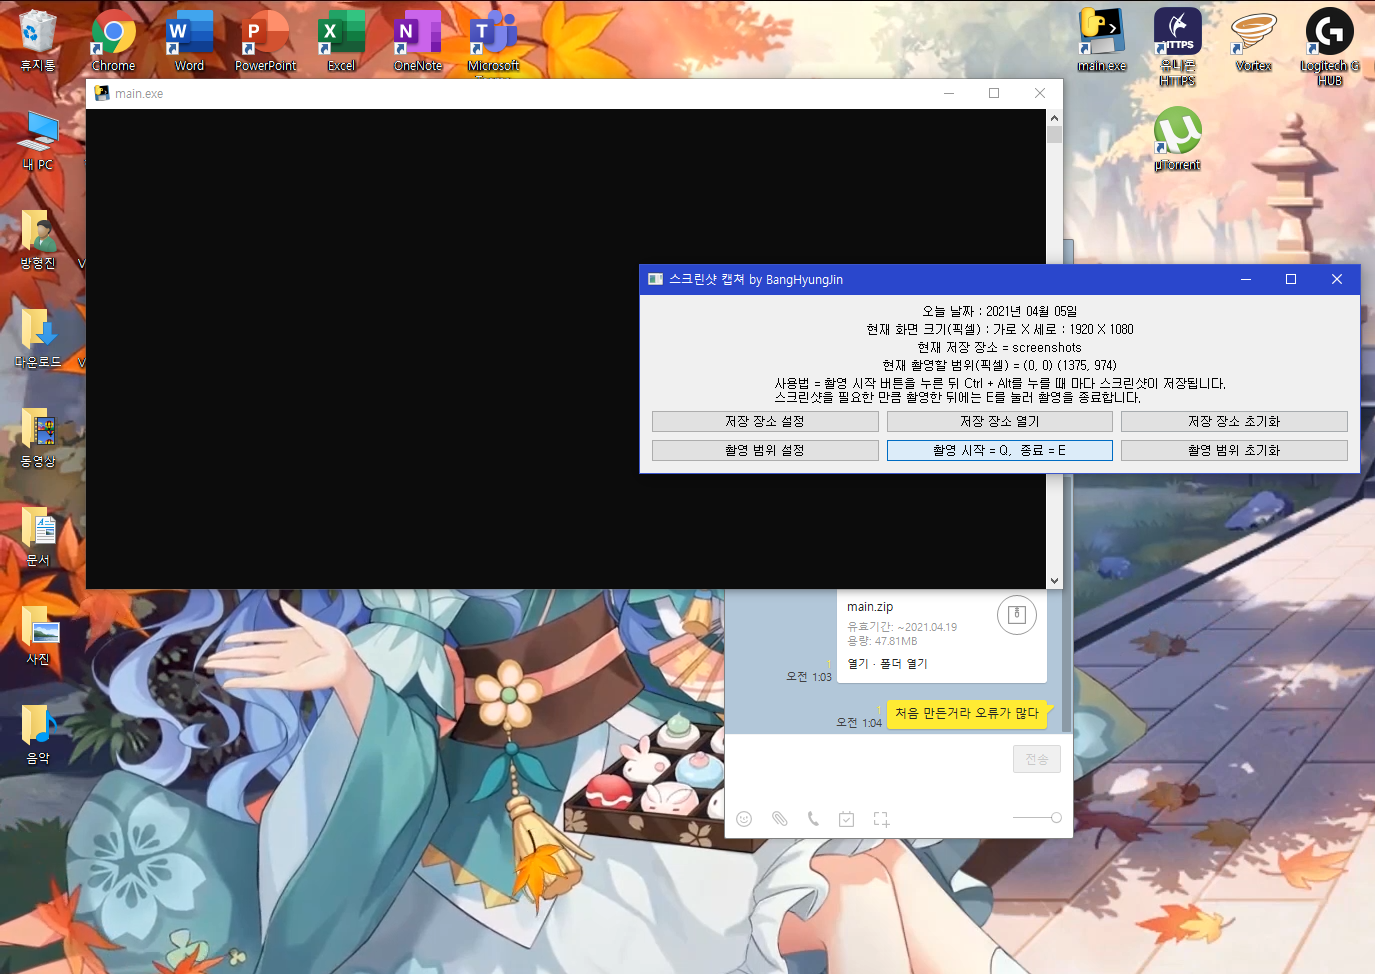 휴지통
Chrome
Word
PowerPoint
Excel
OneNote
Microsoft
main.exe
유니콘
HTTPS
HTTPS
Vortex
Logitech G
HUB
µTorrent
내 PC
방형진
다운로드
동영상
문서
사진
음악
main.exe
스크린샷 캡쳐 by BangHyungJin
오늘 날짜 : 2021년 04월 05일
현재 화면 크기(픽셀) : 가로 X 세로 : 1920 X 1080
현재 저장 장소 = screenshots
현재 촬영할 범위(픽셀) = (0, 0) (1375, 974)
사용법 = 촬영 시작 버튼을 누른 뒤 Ctrl + Alt를 누를 때 마다 스크린샷이 저장됩니다.
스크린샷을 필요한 만큼 촬영한 뒤에는 E를 눌러 촬영을 종료합니다.
저장 장소 설정
저장 장소 열기
저장 장소 초기화
촬영 범위 설정
촬영 시작 = Q, 종료 = E
촬영 범위 초기화
main.zip
유효기간: ~2021.04.19
용량: 47.81MB
열기 · 폴더 열기
1
오전 1:03
1
오전 1:04
처음 만든거라 오류가 많다
전송